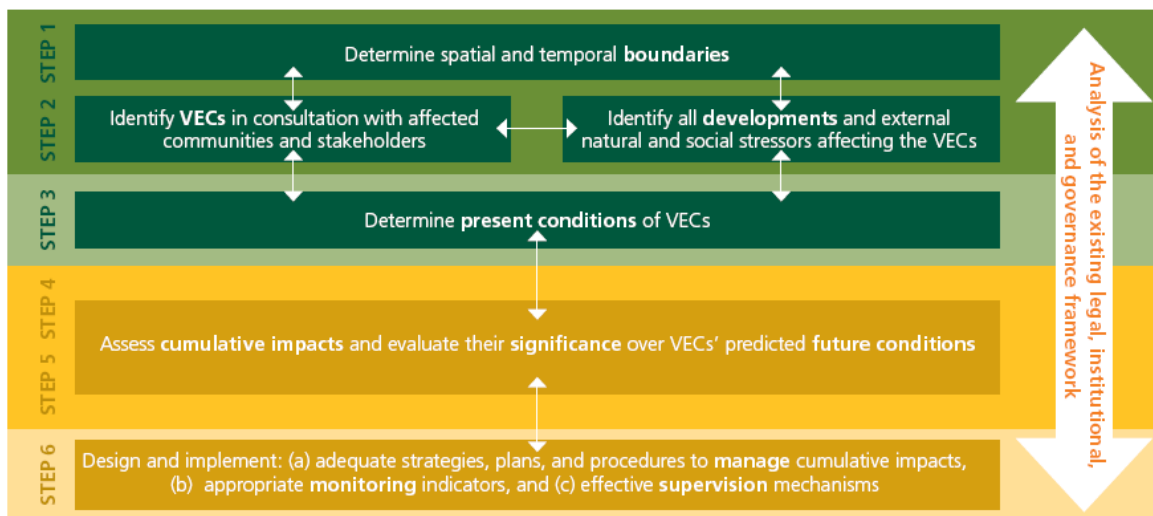 STEP 1
Determine spatial and temporal boundaries
STEP 2
Identify VECs in consultation with affected
communities and stakeholders
Identify all developments and external
natural and social stressors affecting the VECs
STEP 3
Determine present conditions of VECs
STEP 4
STEP 5
Assess cumulative impacts and evaluate their significance over VECs’ predicted future conditions
STEP 6
Design and implement: (a) adequate strategies, plans, and procedures to manage cumulative impacts,
(b) appropriate monitoring indicators, and (c) effective supervision mechanisms
Analysis of the existing legal, institutional,
and governance framework